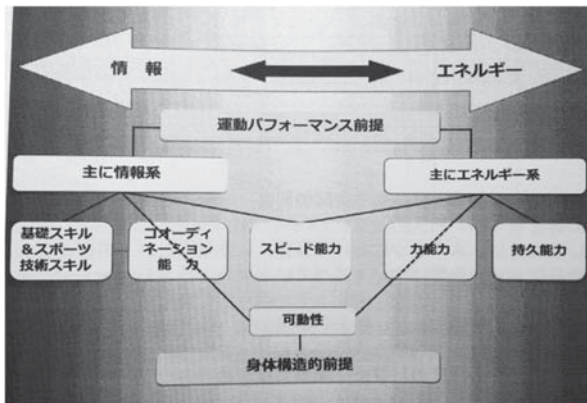 情 報
エネルギー
運動パフォーマンス前提
主に情報系
主にエネルギー系
基礎スキル
&スポーツ
技術スキル
コオーディ
ネーション
能 力
スピード能力
力能力
持久能力
可動性
身体構造的前提